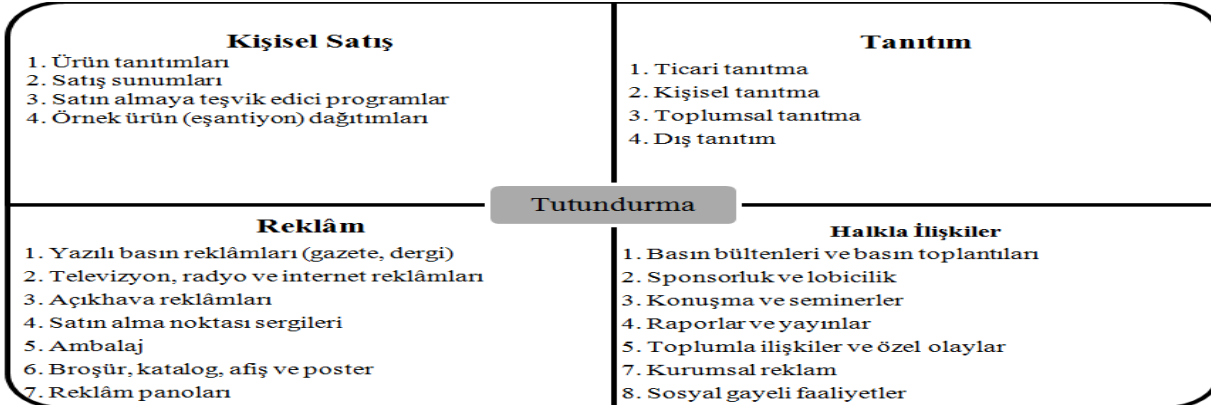 Kişisel Satış
1. Ürün tanıtımları
2. Satış sunumları
3. Satın almaya teşvik edici programlar
4. Örnek ürün (eşantiyon) dağıtımları
Tanıtım
1. Ticari tanıtma
2. Kişisel tanıtma
3. Toplumsal tanıtma
4. Dış tanıtım
Tutundurma
Reklâm
1. Yazılı basın reklâmları (gazete, dergi)
2. Televizyon, radyo ve internet reklâmları
3. Açıkhava reklâmları
4. Satın alma noktası sergileri
5. Ambalaj
6. Broşür, katalog, afiş ve poster
7. Reklâm panoları
Halkla İlişkiler
1. Basın bültenleri ve basın toplantıları
2. Sponsorluk ve lobicilik
3. Konuşma ve seminerler
4. Raporlar ve yayınlar
5. Toplumla ilişkiler ve özel olaylar
7. Kurumsal reklam
8. Sosyal gayeli faaliyetler